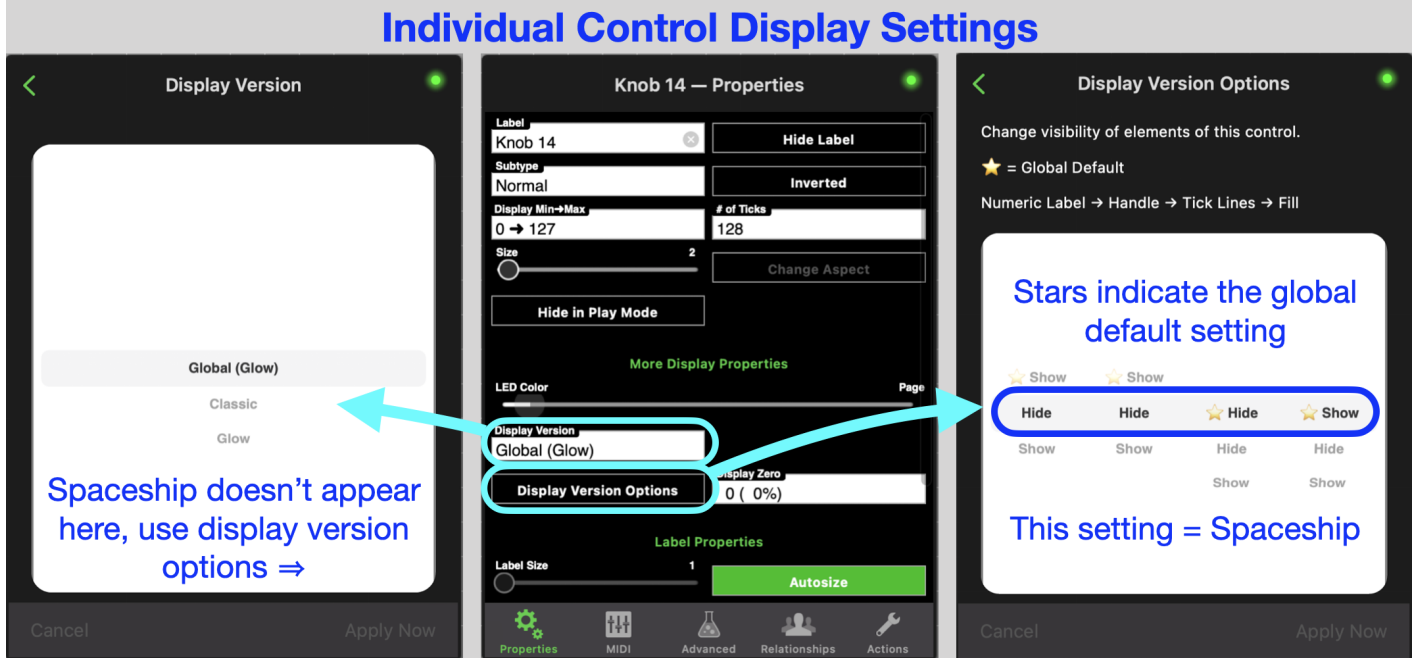 Individual Control Display Settings
Display Version
Global (Glow)
Classic
Glow
Spaceship doesn't appear
here, use display version
options ⇒
Cancel
Apply Now
Knob 14 — Properties
Label
Knob 14
Hide Label
Subtype
Normal
Inverted
Display Min→Max
0 → 127
# of Ticks
128
Size
2
Change Aspect
Hide in Play Mode
More Display Properties
LED Color
Page
Display Version
Global (Glow)
Display Version Options
Display Zero
0 ( 0%)
Label Properties
Label Size
1
Autosize
Properties
MIDI
Advanced
Relationships
Actions
Display Version Options
Change visibility of elements of this control.
⭐ = Global Default
Numeric Label → Handle → Tick Lines → Fill
Stars indicate the global
default setting
⭐ Show ⭐ Show
Hide Hide ⭐ Hide ⭐ Show
Show Show Hide Hide
Show Show
This setting = Spaceship
Cancel
Apply Now